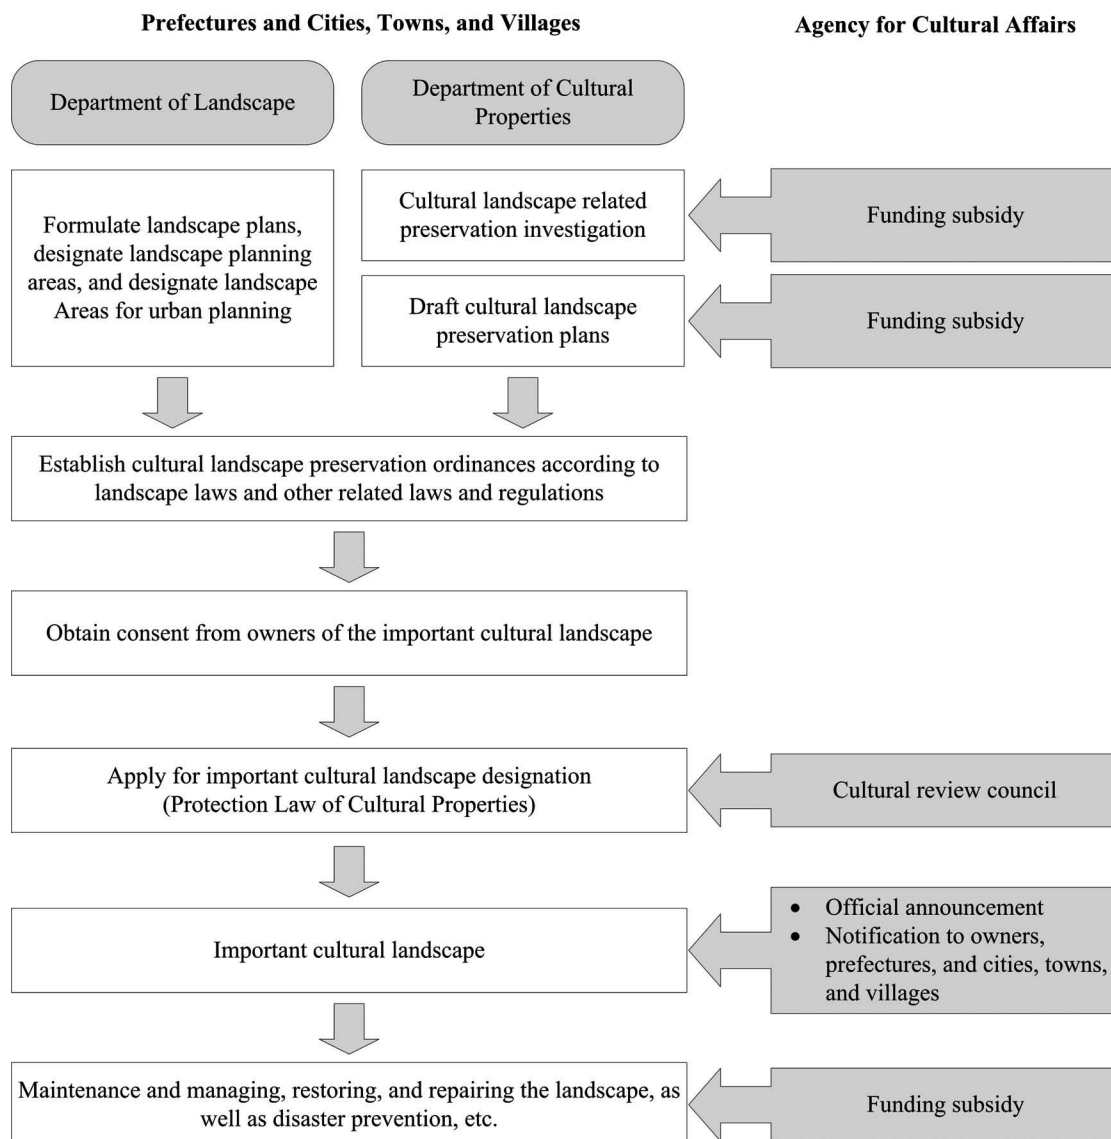 Prefectures and Cities, Towns, and Villages
Agency for Cultural Affairs
Department of Landscape
Department of Cultural
Properties
Formulate landscape plans,
designate landscape planning
areas, and designate landscape
Areas for urban planning
Cultural landscape related
preservation investigation
Funding subsidy
Draft cultural landscape
preservation plans
Funding subsidy
Establish cultural landscape preservation ordinances according to
landscape laws and other related laws and regulations
Obtain consent from owners of the important cultural landscape
Apply for important cultural landscape designation
(Protection Law of Cultural Properties)
Cultural review council
Important cultural landscape
• Official announcement
• Notification to owners,
prefectures, and cities, towns,
and villages
Maintenance and managing, restoring, and repairing the landscape, as
well as disaster prevention, etc.
Funding subsidy